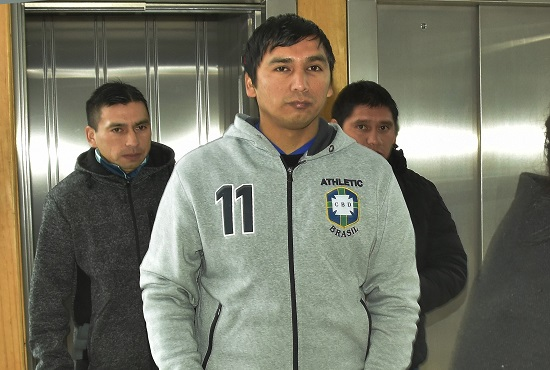 11
ATHLETIC
CBD
BRASIL